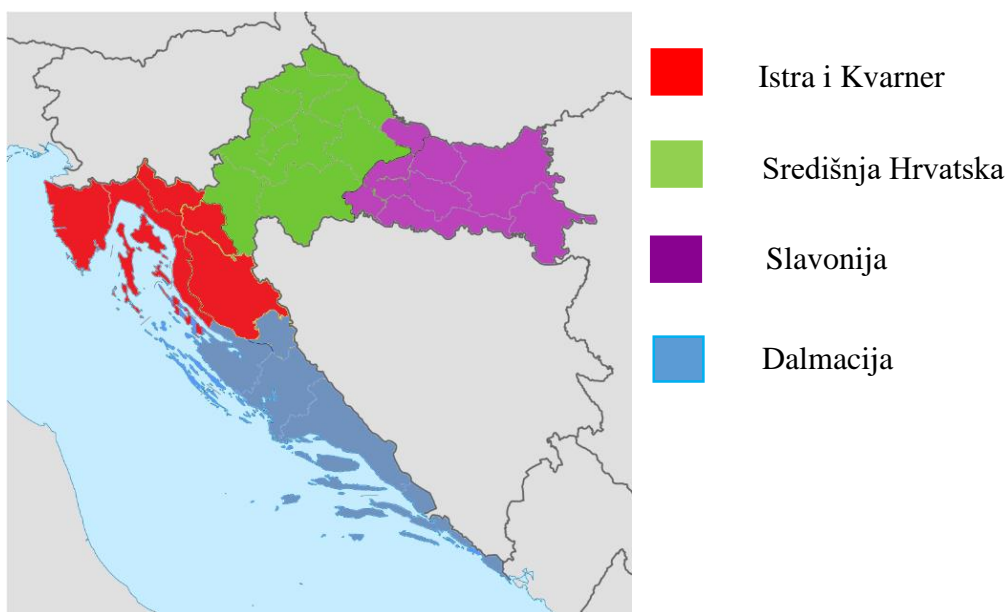 Istra i Kvarner
Središnja Hrvatska
Slavonija
Dalmacija